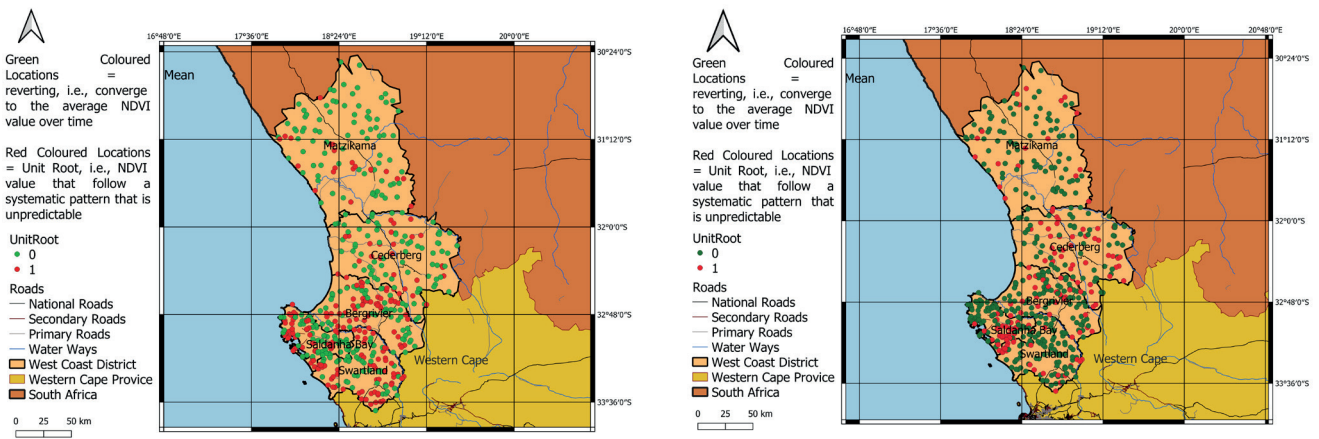 16°48'0"E 17°36'0"E 18°24'0"E 19°12'0"E 20°0'0"E
Green Coloured
Locations =
reverting, i.e., converge
to the average NDVI
value over time
Red Coloured Locations
= Unit Root, i.e., NDVI
value that follow a
systematic pattern that is
unpredictable
UnitRoot
0
1
Roads
National Roads
Secondary Roads
Primary Roads
Water Ways
West Coast District
Western Cape Provice
South Africa
0 25 50 km
Mean
Matzikama
Cederberg
Bergrivier
Saldanha Bay
Swartland
Western Cape
30°24'0"S
31°12'0"S
32°0'0"S
32°48'0"S
33°36'0"S
16°48'0"E 17°36'0"E 18°24'0"E 19°12'0"E 20°0'0"E 20°48'0"E
Green Coloured
Locations =
reverting, i.e., converge
to the average NDVI
value over time
Red Coloured Locations
= Unit Root, i.e., NDVI
value that follow a
systematic pattern that
is unpredictable
UnitRoot
0
1
Roads
National Roads
Secondary Roads
Primary Roads
Water Ways
West Coast District
Western Cape Provice
South Africa
0 25 50 km
Mean
Matzikama
Cederberg
Bergrivier
Saldanha Bay
Swartland
Western Cape
30°24'0"S
31°12'0"S
32°0'0"S
32°48'0"S
33°36'0"S